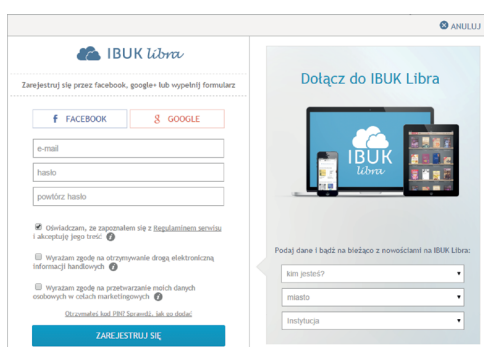 ANULUJ
IBUK libra
Zarejestruj się przez facebook, google+ lub wypełnij formularz
f FACEBOOK
g GOOGLE
e-mail
hasło
powtórz hasło
Oświadczam, ze zapoznałem się z Regulaminem serwisu
i akceptuję jego treść
Wyrażam zgodę na otrzymywanie drogą elektroniczną
informacji handlowych
Wyrażam zgodę na przetwarzanie moich danych
osobowych w celach marketingowych
Otrzymałeś kod PIN? Sprawdź, jak go dodać
ZAREJESTRUJ SIĘ
Dołącz do IBUK Libra
IBUK
libra
Podaj dane i bądź na bieżąco z nowościami na IBUK Libra:
kim jesteś?
miasto
Instytucja